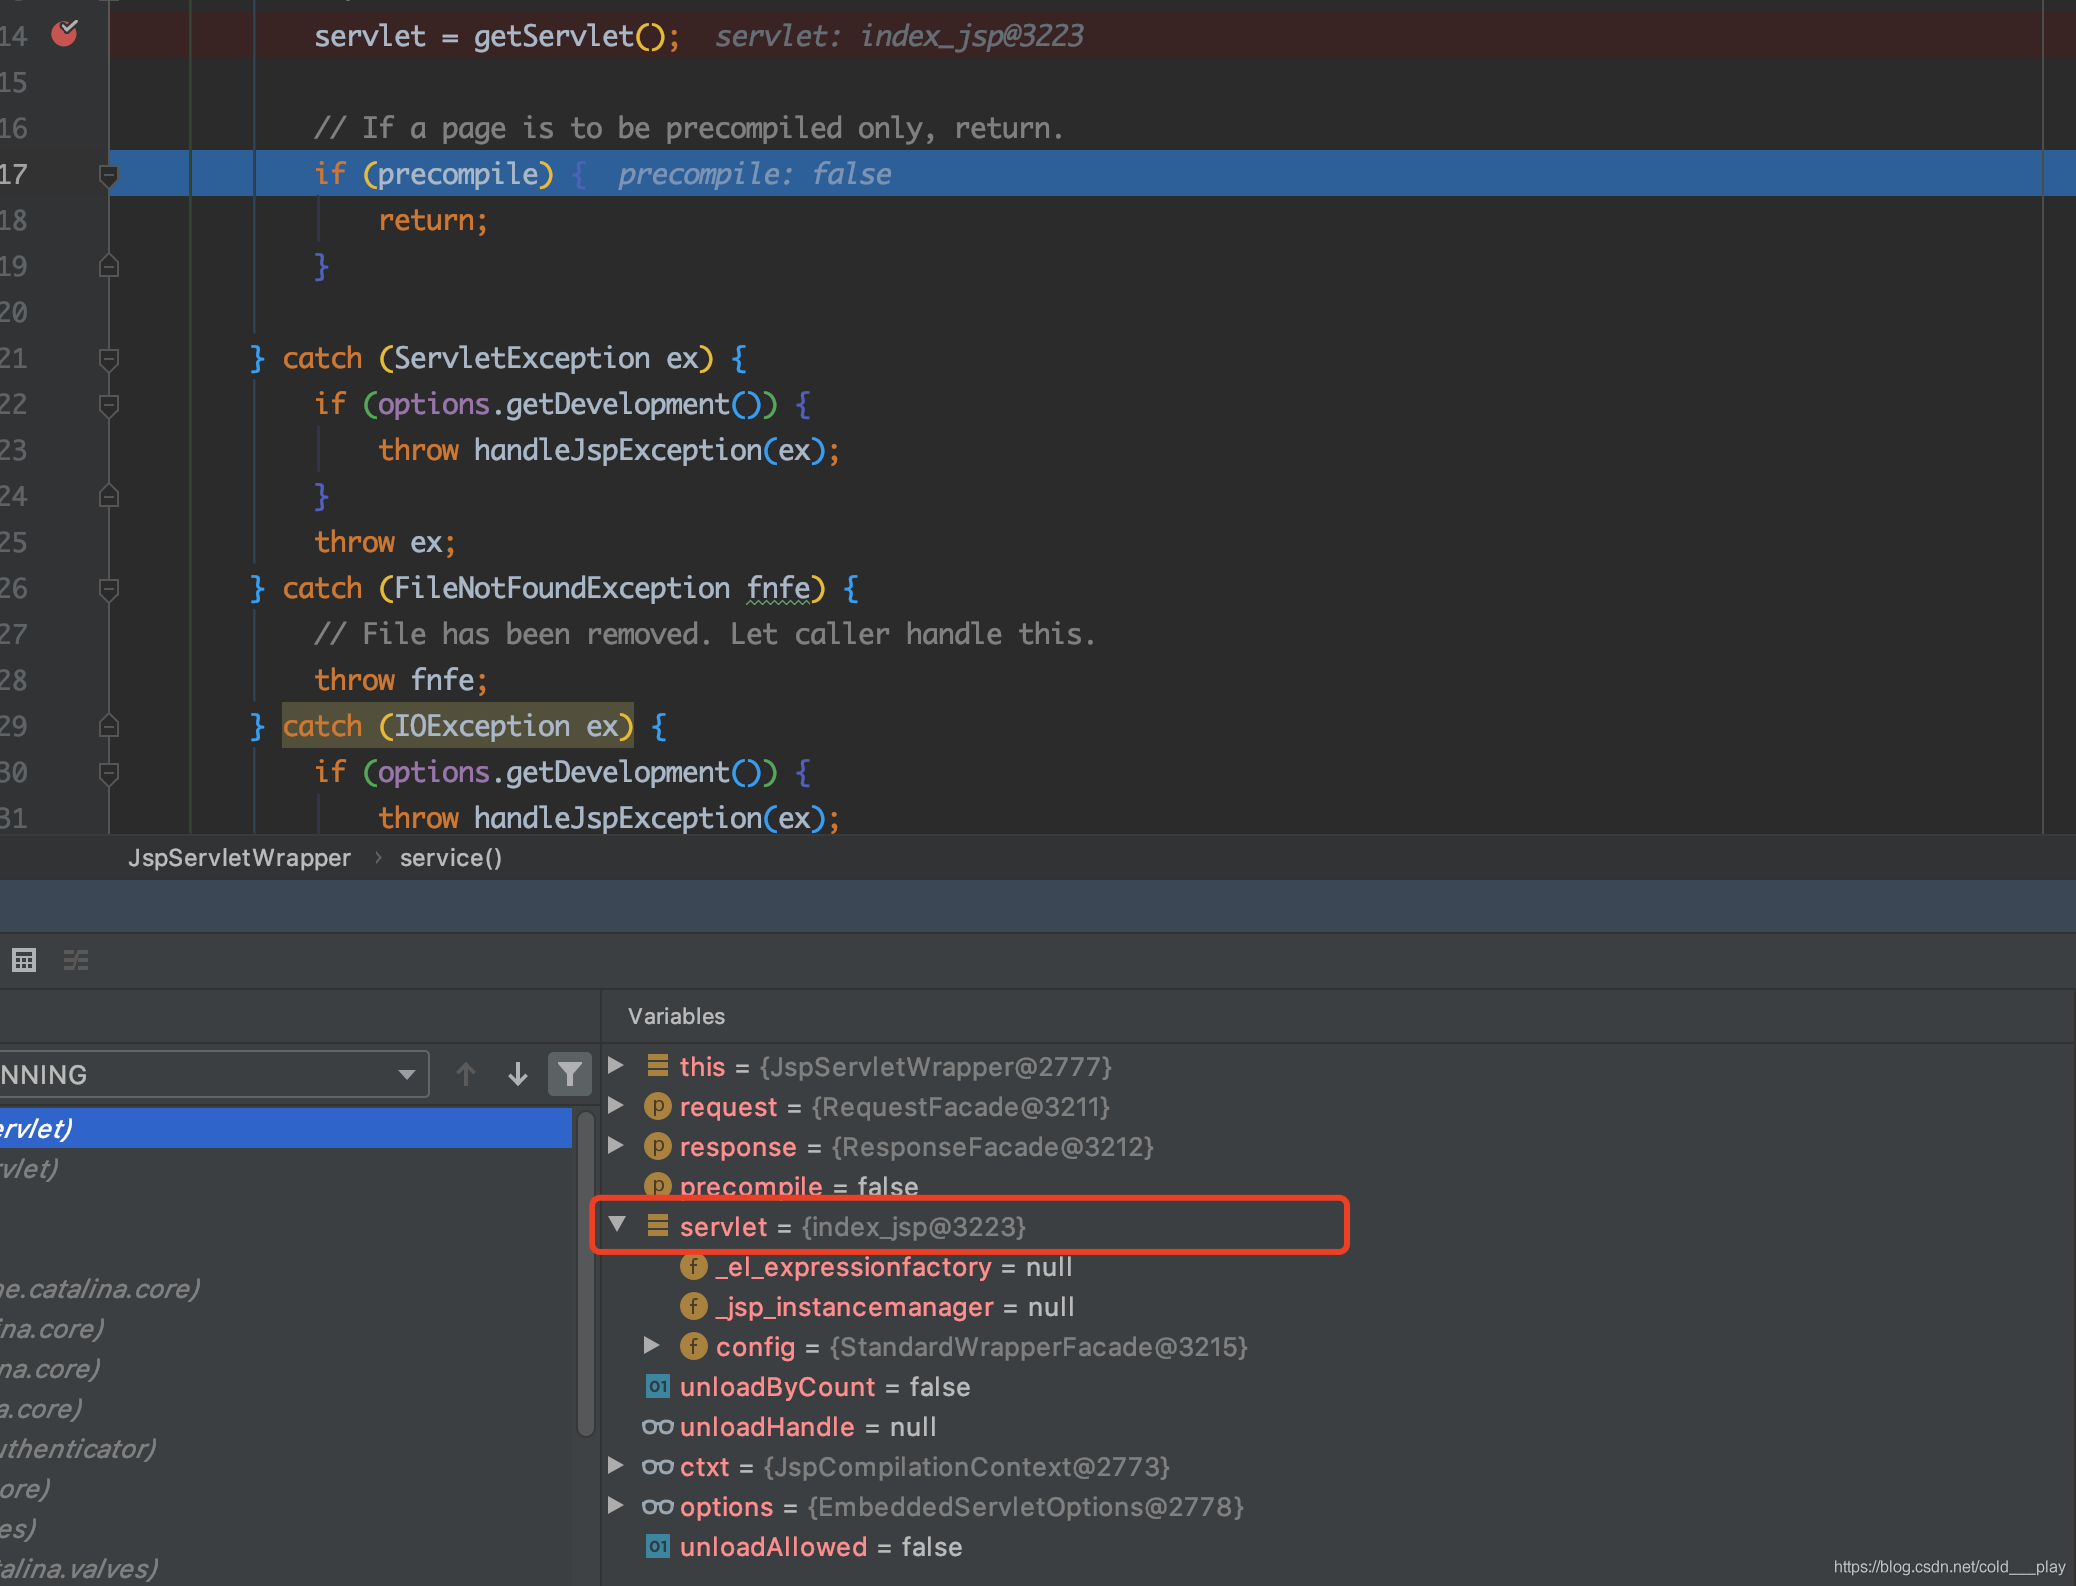 14 servlet = getServlet(); servlet: index_jsp@3223
15
16 // If a page is to be precompiled only, return.
17 if (precompile) { precompile: false
18 return;
19 }
20
21 } catch (ServletException ex) {
22 if (options.getDevelopment()) {
23 throw handleJspException(ex);
24 }
25 throw ex;
26 } catch (FileNotFoundException fnfe) {
27 // File has been removed. Let caller handle this.
28 throw fnfe;
29 } catch (IOException ex) {
30 if (options.getDevelopment()) {
31 throw handleJspException(ex);
JspServletWrapper › service()
Variables
NNING
ervlet)
rvlet)
ne.catalina.core)
ina.core)
na.core)
a.core)
uthenticator)
ore)
es)
talina.valves)
this = {JspServletWrapper@2777}
request = {RequestFacade@3211}
response = {ResponseFacade@3212}
precompile = false
servlet = {index_jsp@3223}
_el_expressionfactory = null
_jsp_instancemanager = null
config = {StandardWrapperFacade@3215}
unloadByCount = false
unloadHandle = null
ctxt = {JspCompilationContext@2773}
options = {EmbeddedServletOptions@2778}
unloadAllowed = false
https://blog.csdn.net/cold___play